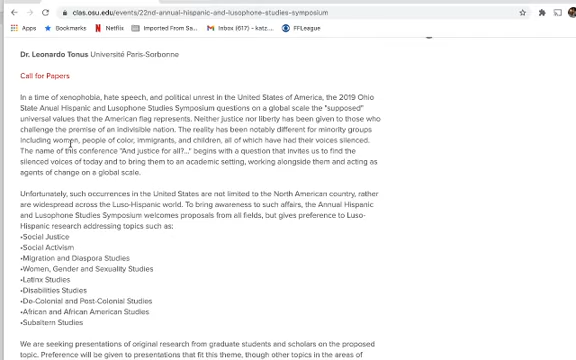 clas.osu.edu/events/22nd-annual-hispanic-and-lusophone-studies-symposium
Apps Bookmarks Netflix Imported From Sa... Gmail - Inbox - katz... FFLeague
Dr. Leonardo Tonus Université Paris-Sorbonne
Call for Papers
In a time of xenophobia, hate speech, and political unrest in the United States of America, the 2019 Ohio
State Anual Hispanic and Lusophone Studies Symposium questions on a global scale the "supposed"
universal values that the American flag represents. Neither justice nor liberty has been given to those who
challenge the premise of an indivisible nation. The reality has been notably different for minority groups
including women, people of color, immigrants, and children, all of which have had their voices silenced.
The name of this conference "And justice for all?..." begins with a question that invites us to find the
silenced voices of today and to bring them to an academic setting, working alongside them and acting as
agents of change on a global scale.
Unfortunately, such occurrences in the United States are not limited to the North American country, rather
are widespread across the Luso-Hispanic world. To bring awareness to such affairs, the Annual Hispanic
and Lusophone Studies Symposium welcomes proposals from all fields, but gives preference to Luso-
Hispanic research addressing topics such as:
•Social Justice
•Social Activism
•Migration and Diaspora Studies
•Women, Gender and Sexuality Studies
•Latinx Studies
•Disabilities Studies
•De-Colonial and Post-Colonial Studies
•African and African American Studies
•Subaltern Studies
We are seeking presentations of original research from graduate students and scholars on the proposed
topic. Preference will be given to presentations that fit this theme, though other topics in the areas of